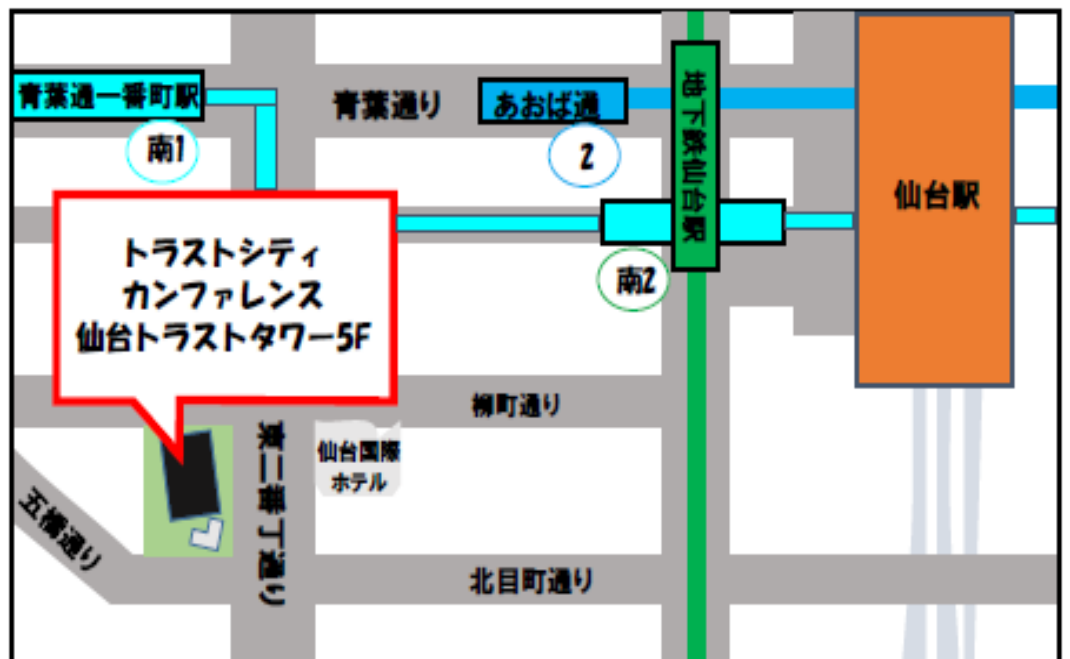 青葉通一番町駅
青葉通り
あおば通
地下鉄仙台駅
仙台駅
南1
2
南2
トラストシティ
カンファレンス
仙台トラストタワー5F
柳町通り
仙台国際
ホテル
東二番丁通り
五橋通り
北目町通り